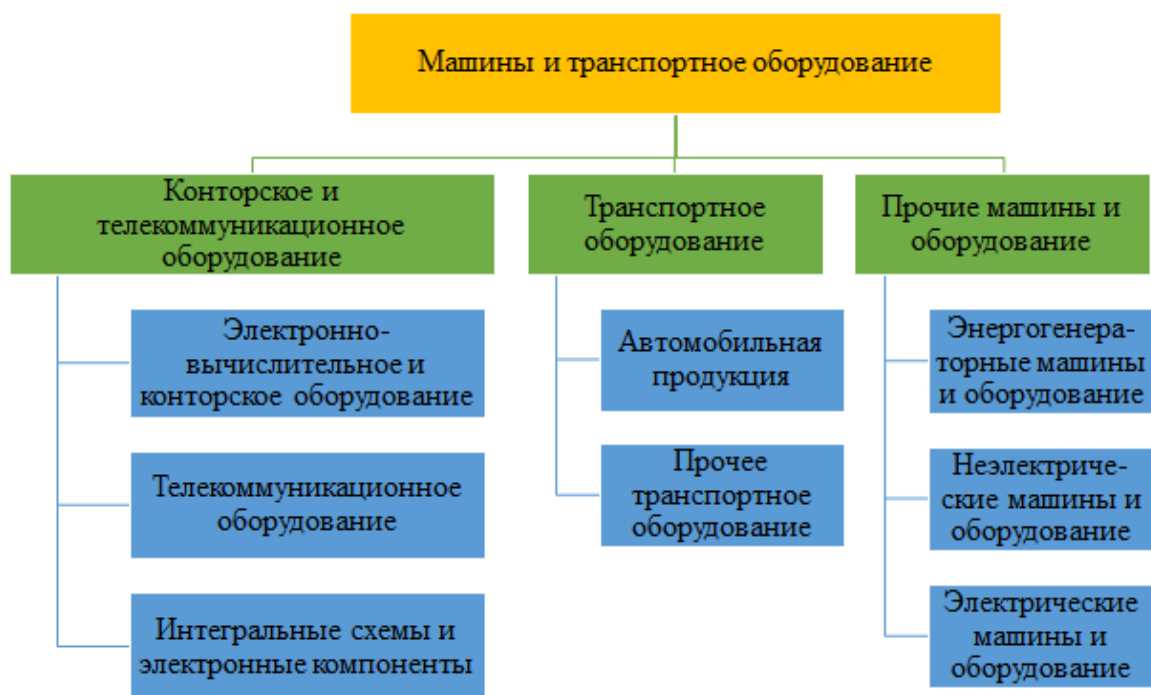 Машины и транспортное оборудование
Конторское и
телекоммуникационное
оборудование
Электронно-
вычислительное и
конторское оборудование
Телекоммуникационное
оборудование
Интегральные схемы и
электронные компоненты
Транспортное
оборудование
Автомобильная
продукция
Прочее
транспортное
оборудование
Прочие машины и
оборудование
Энергогенера-
торные машины
и оборудование
Неэлектриче-
ские машины и
оборудование
Электрические
машины и
оборудование